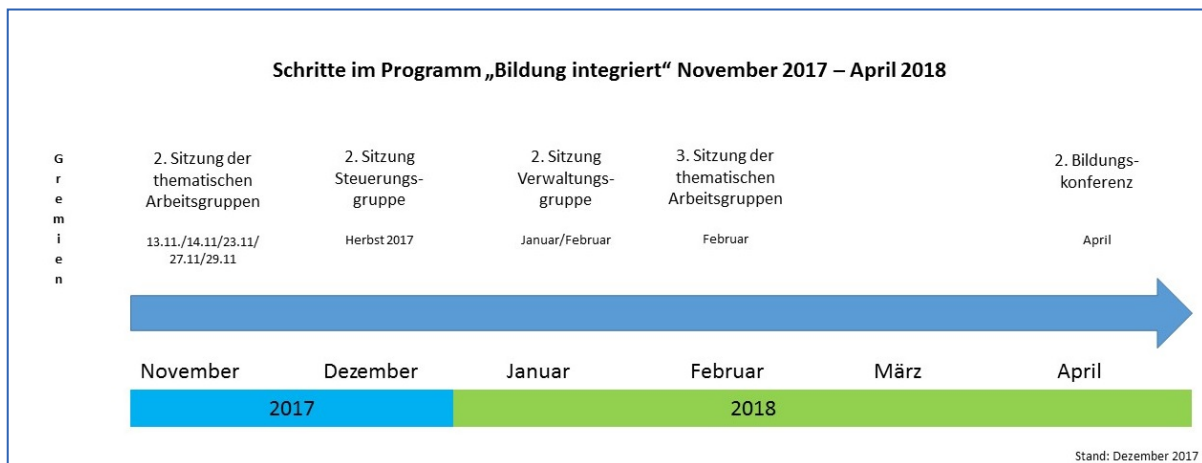 Schritte im Programm „Bildung integriert“ November 2017 – April 2018
G
r
e
m
i
e
n
2. Sitzung der
thematischen
Arbeitsgruppen
13.11./14.11/23.11/
27.11/29.11
2. Sitzung
Steuerungs-
gruppe
Herbst 2017
2. Sitzung
Verwaltungs-
gruppe
Januar/Februar
3. Sitzung der
thematischen
Arbeitsgruppen
Februar
2. Bildungs-
konferenz
April
November
Dezember
Januar
Februar
März
April
2017
2018
Stand: Dezember 2017